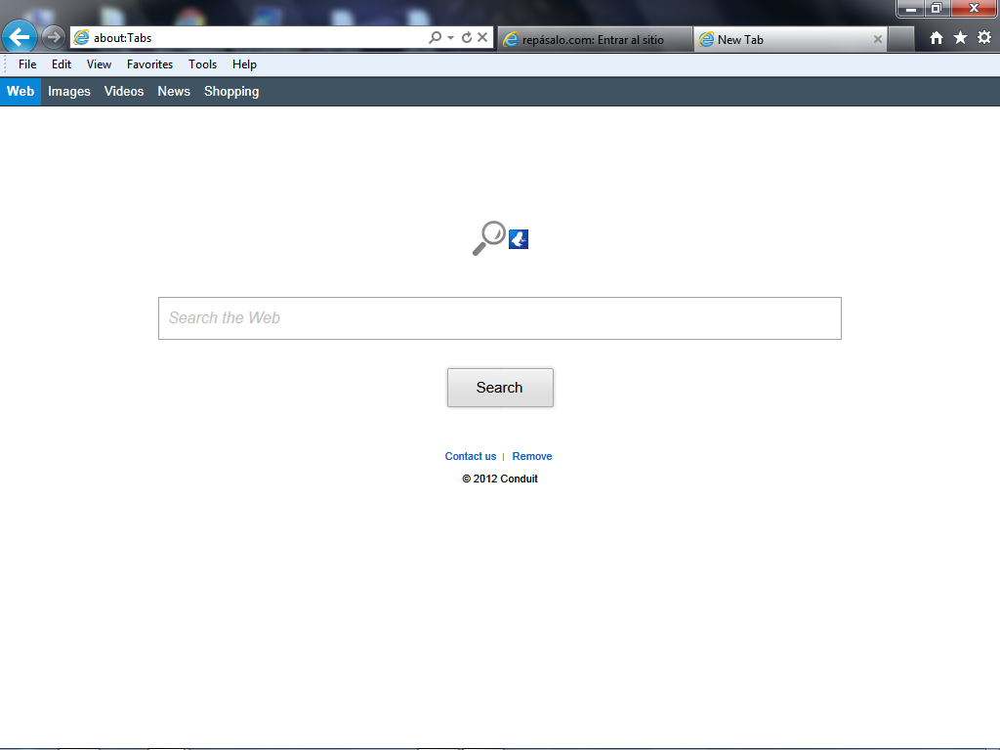 about:Tabs
repásalo.com: Entrar al sitio
New Tab
File Edit View Favorites Tools Help
Web Images Videos News Shopping
Search the Web
Search
Contact us | Remove
© 2012 Conduit